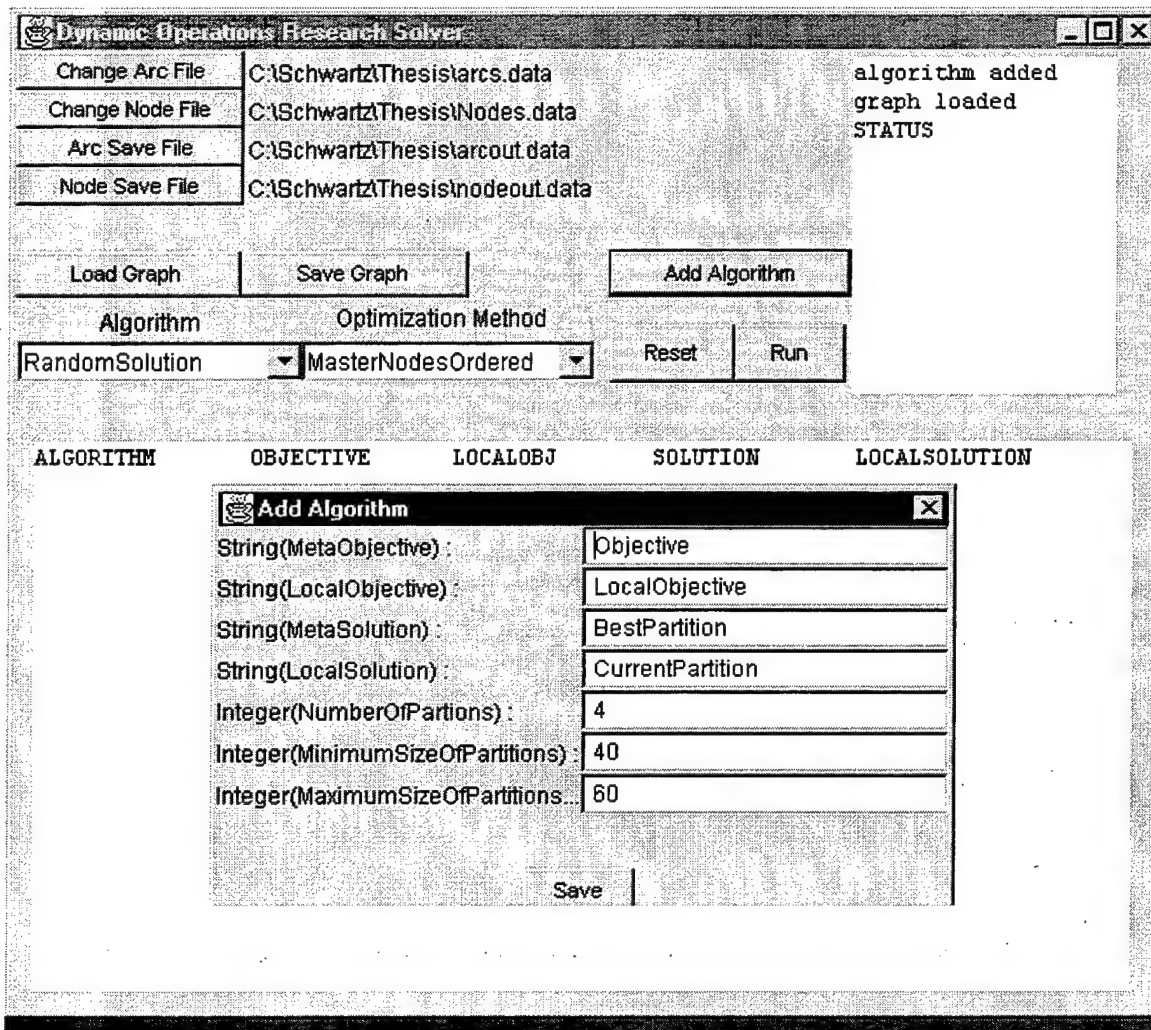 Dynamic Operations Research Solver
Change Arc File C:\Schwartz\Thesis\arcs.data
Change Node File C:\Schwartz\Thesis\Nodes.data
Arc Save File C:\Schwartz\Thesis\arcout.data
Node Save File C:\Schwartz\Thesis\nodeout.data
algorithm added
graph loaded
STATUS
Load Graph Save Graph Add Algorithm
Algorithm Optimization Method
RandomSolution MasterNodesOrdered Reset Run
ALGORITHM OBJECTIVE LOCALOBJ SOLUTION LOCALSOLUTION
Add Algorithm
String(MetaObjective) : Objective
String(LocalObjective) : LocalObjective
String(MetaSolution) : BestPartition
String(LocalSolution) : CurrentPartition
Integer(NumberOfPartions) : 4
Integer(MinimumSizeOfPartitions) : 40
Integer(MaximumSizeOfPartitions... 60
Save